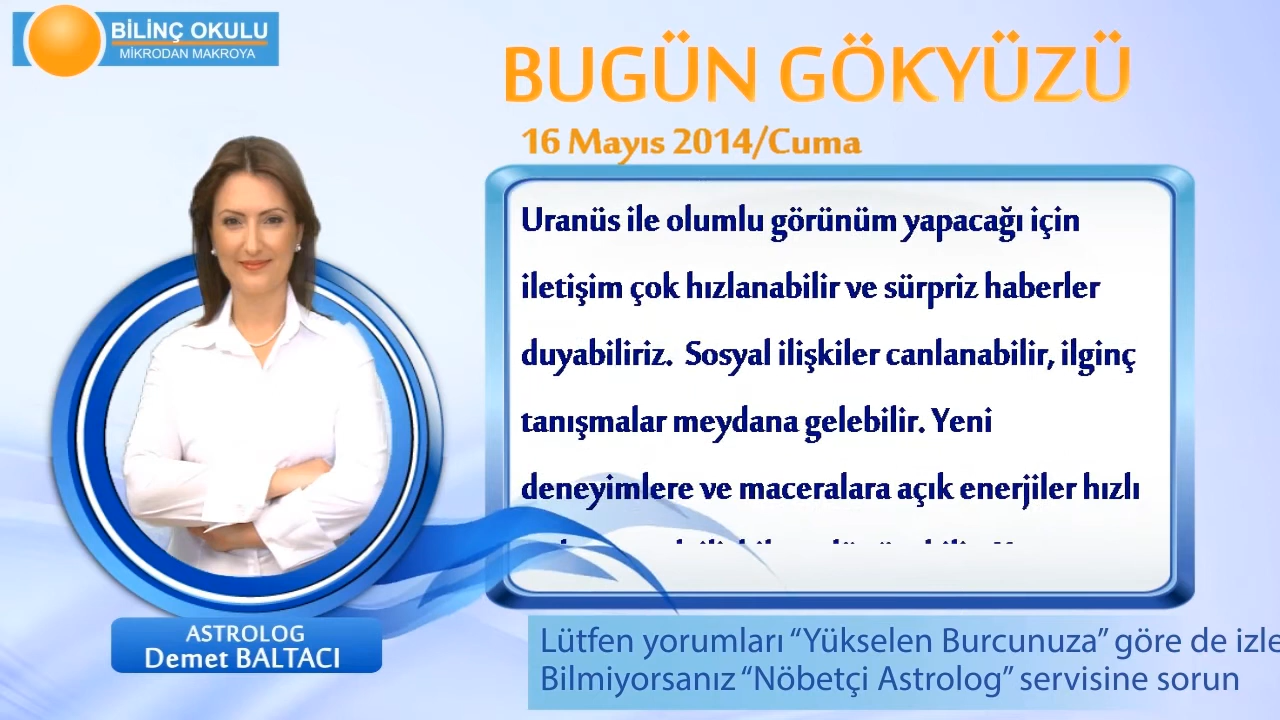 BİLİNÇ OKULU
MİKRODAN MAKROYA
BUGÜN GÖKYÜZÜ
16 Mayıs 2014/Cuma
Uranüs ile olumlu görünüm yapacağı için
iletişim çok hızlanabilir ve sürpriz haberler
duyabiliriz. Sosyal ilişkiler canlanabilir, ilginç
tanışmalar meydana gelebilir. Yeni
deneyimlere ve maceralara açık enerjiler hızlı
ASTROLOG
Demet BALTACI
Lütfen yorumları “Yükselen Burcunuza” göre de izle
Bilmiyorsanız “Nöbetçi Astrolog” servisine sorun